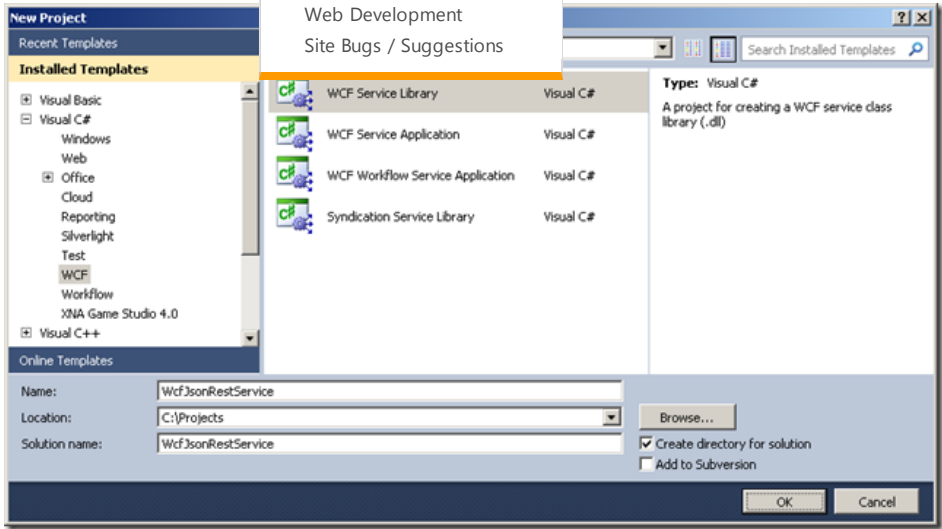 New Project
Web Development
Site Bugs / Suggestions
Recent Templates
Search Installed Templates
Installed Templates
Visual Basic
Visual C#
Windows
Web
Office
Cloud
Reporting
Silverlight
Test
WCF
Workflow
XNA Game Studio 4.0
Visual C++
Online Templates
WCF Service Library Visual C#
WCF Service Application Visual C#
WCF Workflow Service Application Visual C#
Syndication Service Library Visual C#
Type: Visual C#
A project for creating a WCF service class
library (.dll)
Name: WcfJsonRestService
Location: C:\Projects
Browse...
Solution name: WcfJsonRestService
Create directory for solution
Add to Subversion
OK Cancel